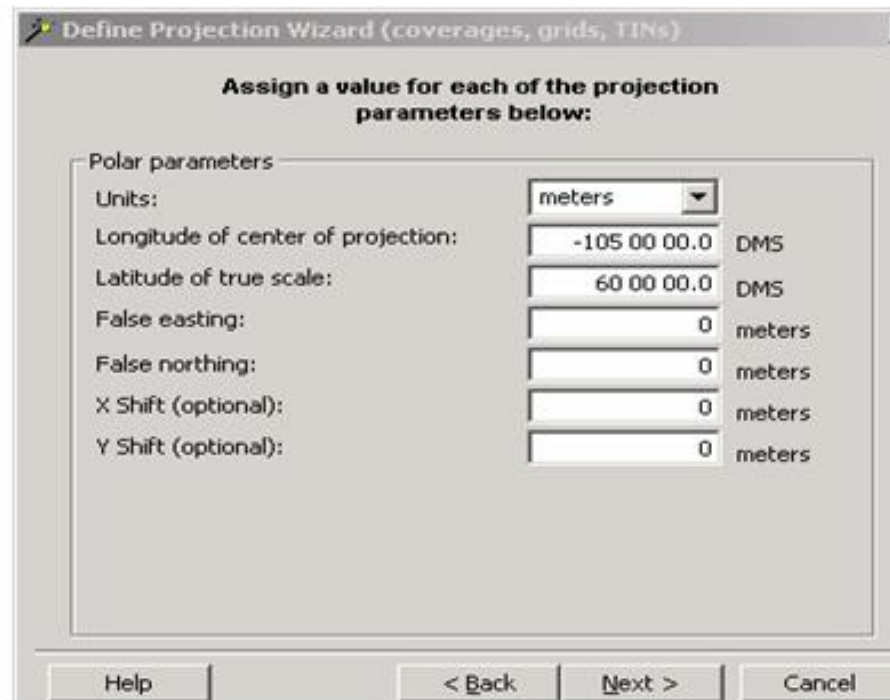 Define Projection Wizard (coverages, grids, TINs)
Assign a value for each of the projection
parameters below:
Polar parameters
Units: meters
Longitude of center of projection: -105 00 00.0 DMS
Latitude of true scale: 60 00 00.0 DMS
False easting: 0 meters
False northing: 0 meters
X Shift (optional): 0 meters
Y Shift (optional): 0 meters
Help < Back Next > Cancel